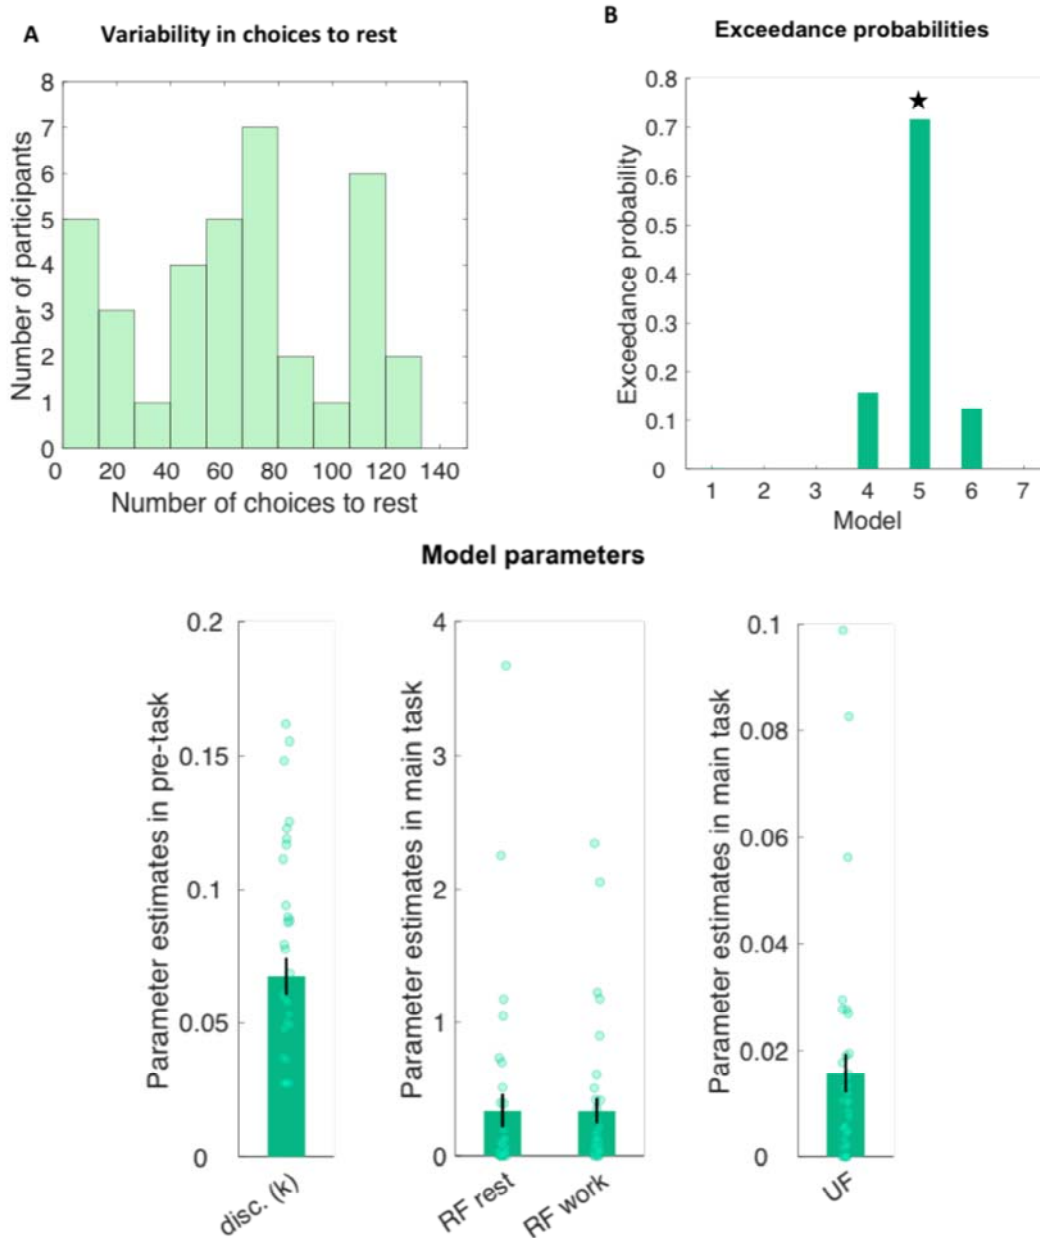 A
Variability in choices to rest
8
7
6
5
4
3
2
1
0
Number of participants
0 20 40 60 80 100 120 140
Number of choices to rest
B
Exceedance probabilities
0.8
0.7
0.6
0.5
0.4
0.3
0.2
0.1
0
Exceedance probability
1 2 3 4 5 6 7
Model
Model parameters
0.2
0.15
0.1
0.05
0
Parameter estimates in pre-task
disc. (k)
4
3
2
1
0
Parameter estimates in main task
RF rest
RF work
0.1
0.08
0.06
0.04
0.02
0
Parameter estimates in main task
UF